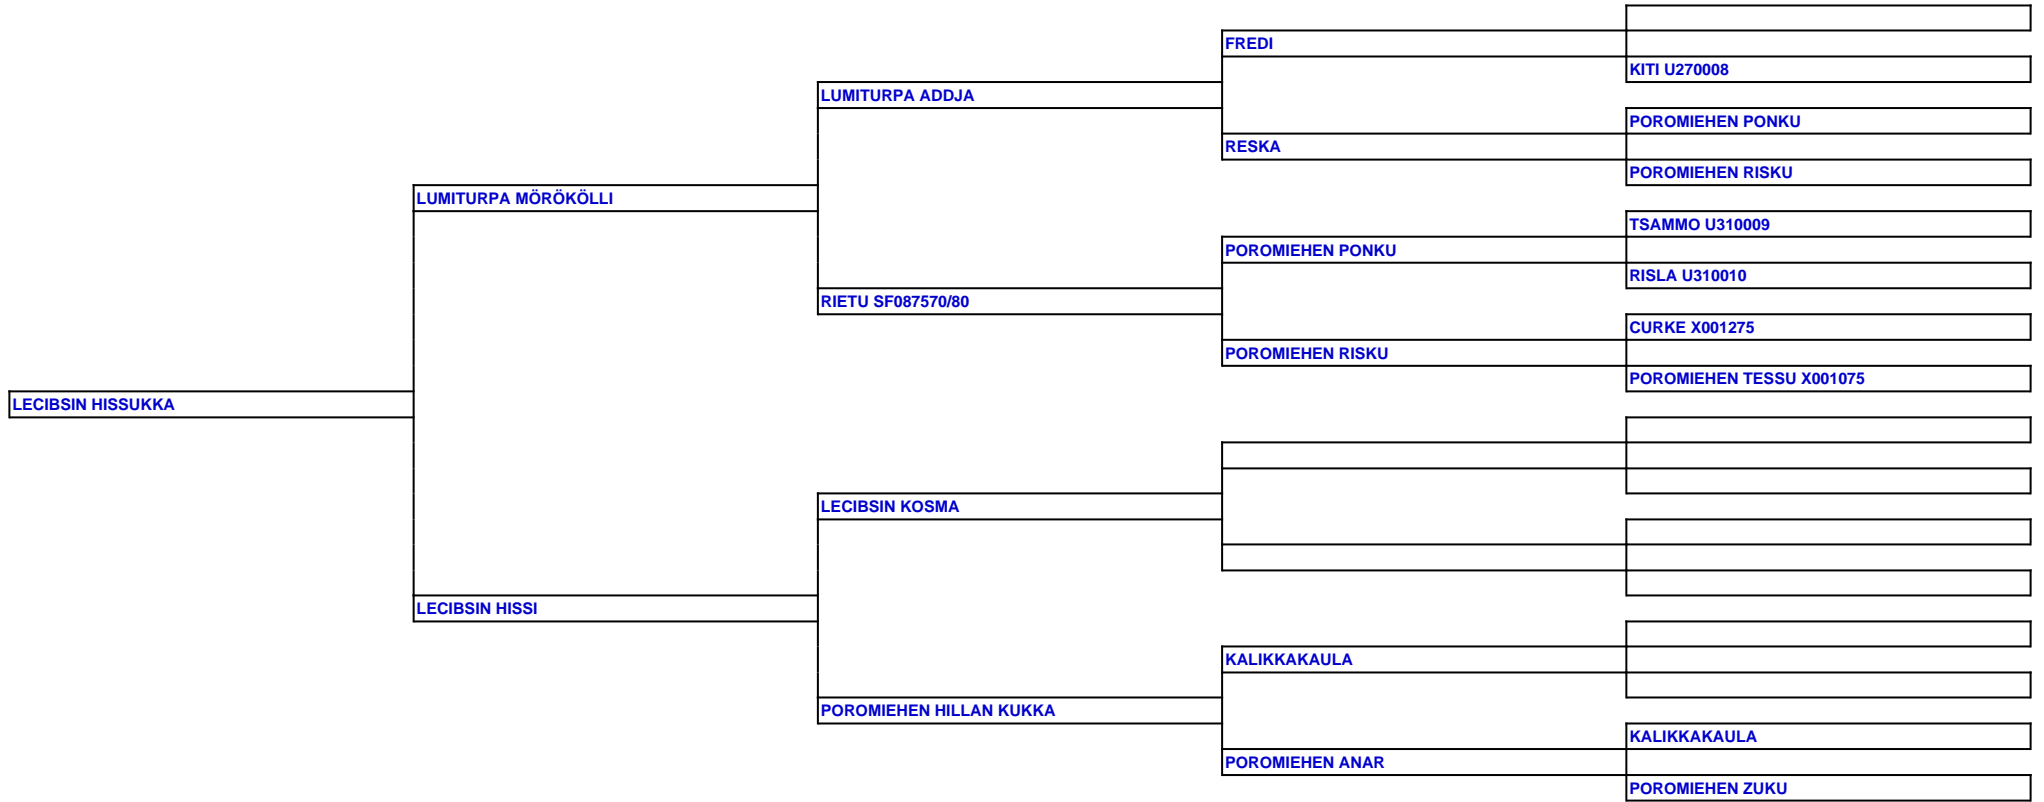 FREDI
KITI U270008
LUMITURPA ADDJA
POROMIEHEN PONKU
RESKA
POROMIEHEN RISKU
LUMITURPA MÖRÖKÖLLI
TSAMMO U310009
POROMIEHEN PONKU
RISLA U310010
RIETU SF087570/80
CURKE X001275
POROMIEHEN RISKU
POROMIEHEN TESSU X001075
LECIBSIN HISSUKKA
LECIBSIN KOSMA
LECIBSIN HISSI
KALIKKAKAULA
POROMIEHEN HILLAN KUKKA
KALIKKAKAULA
POROMIEHEN ANAR
POROMIEHEN ZUKU